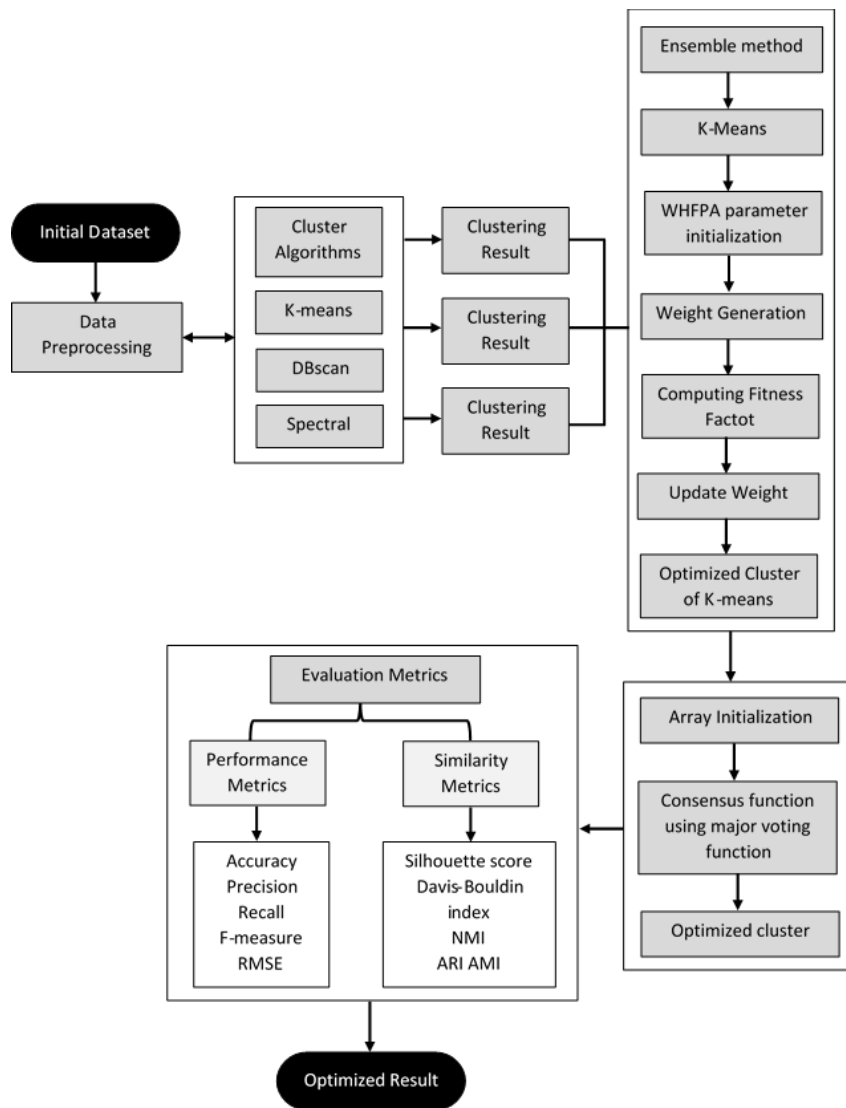 Initial Dataset
Data
Preprocessing
Cluster
Algorithms
K-means
DBscan
Spectral
Clustering
Result
Clustering
Result
Clustering
Result
Ensemble method
K-Means
WHFPA parameter
initialization
Weight Generation
Computing Fitness
Factot
Update Weight
Optimized Cluster
of K-means
Array Initialization
Consensus function
using major voting
function
Optimized cluster
Evaluation Metrics
Performance
Metrics
Accuracy
Precision
Recall
F-measure
RMSE
Similarity
Metrics
Silhouette score
Davis-Bouldin
index
NMI
ARI AMI
Optimized Result